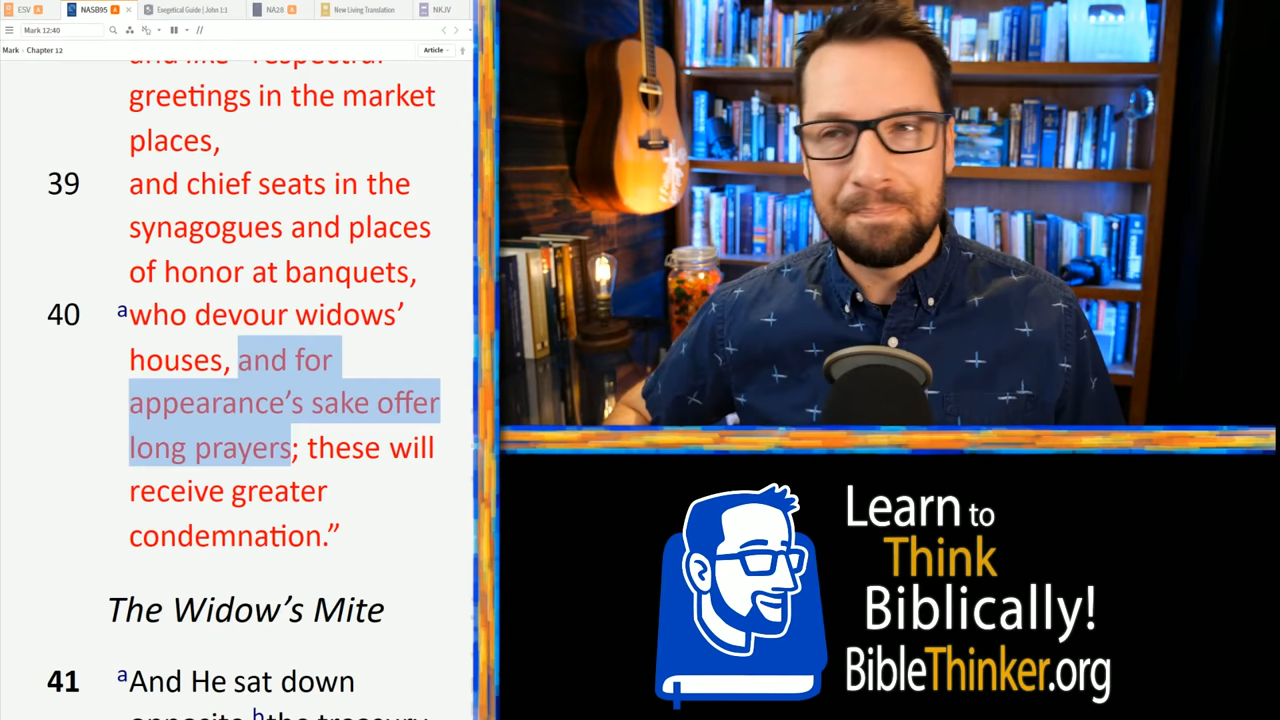 ESV A NASB95 A × Exegetical Guide | John 1:1 NA28 A New Living Translation NKJV
Mark 12:40
Mark › Chapter 12 Article
greetings in the market
places,
39 and chief seats in the
synagogues and places
of honor at banquets,
40 a who devour widows’
houses, and for
appearance’s sake offer
long prayers; these will
receive greater
condemnation.”
The Widow’s Mite
41 a And He sat down
opposite b the treasury,
Learn to
Think
Biblically!
BibleThinker.org